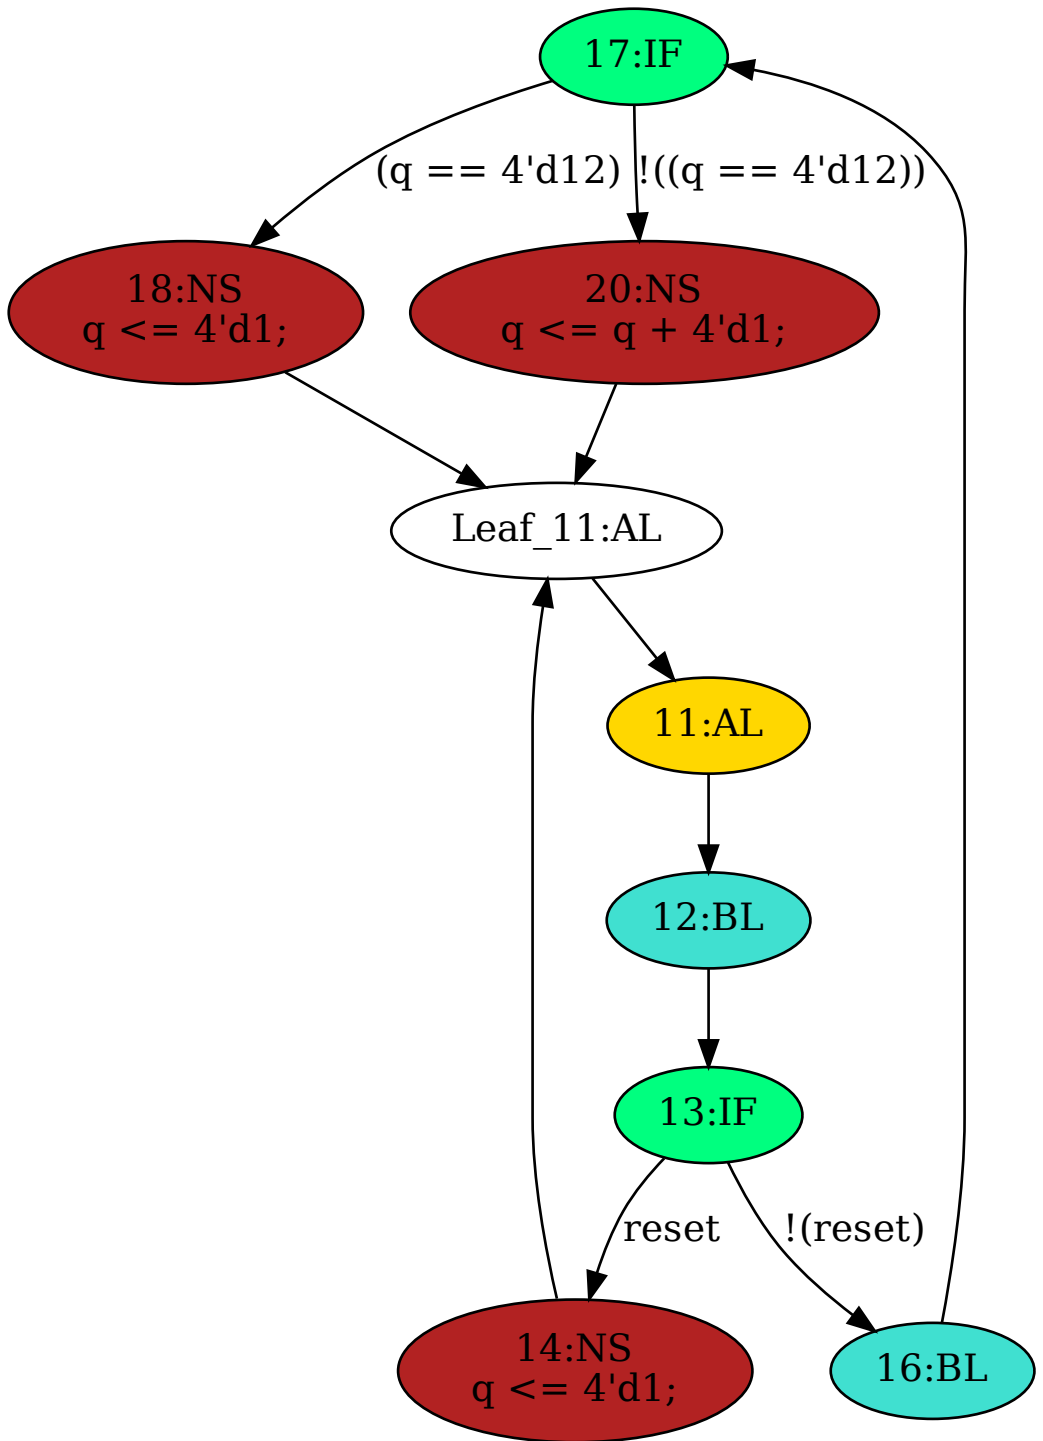 17:IF
(q == 4'd12)
!((q == 4'd12))
18:NS
q <= 4'd1;
20:NS
q <= q + 4'd1;
Leaf_11:AL
11:AL
12:BL
13:IF
reset
!(reset)
14:NS
q <= 4'd1;
16:BL